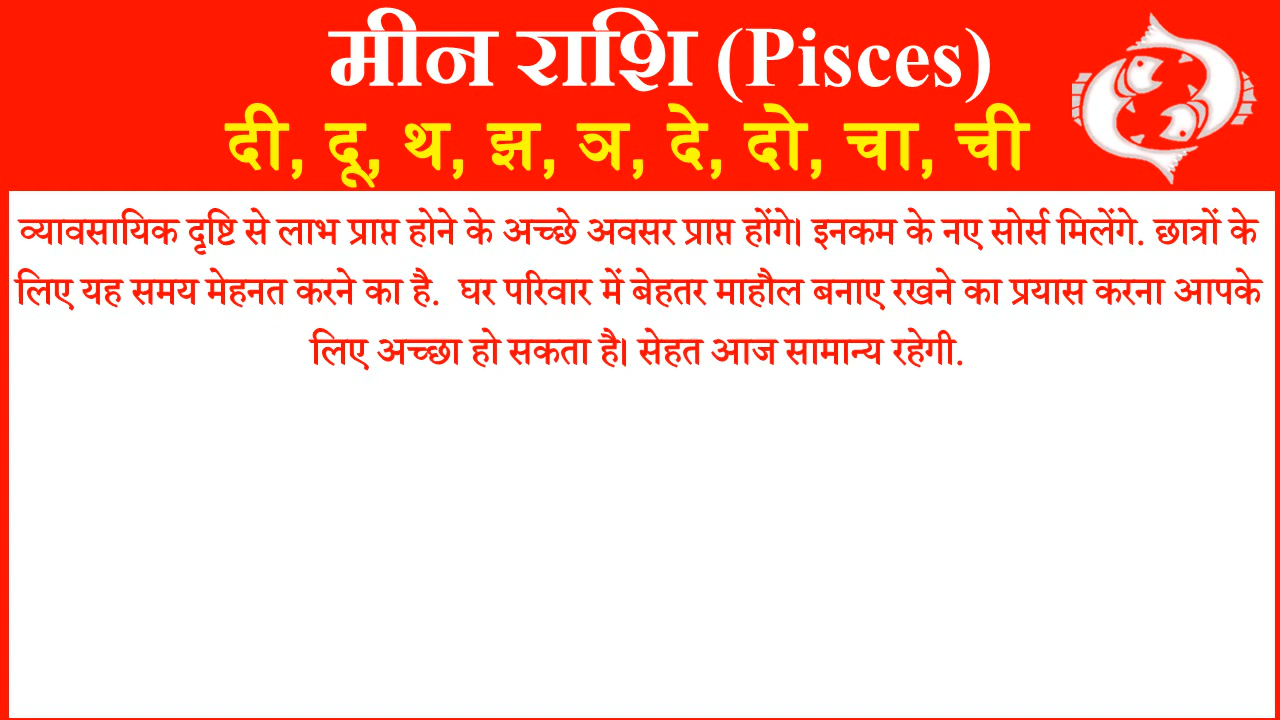 मीन राशि (Pisces)
दी, दू, थ, झ, ञ, दे, दो, चा, ची
व्यावसायिक दृष्टि से लाभ प्राप्त होने के अच्छे अवसर प्राप्त होंगे। इनकम के नए सोर्स मिलेंगे. छात्रों के
लिए यह समय मेहनत करने का है.  घर परिवार में बेहतर माहौल बनाए रखने का प्रयास करना आपके
लिए अच्छा हो सकता है। सेहत आज सामान्य रहेगी.